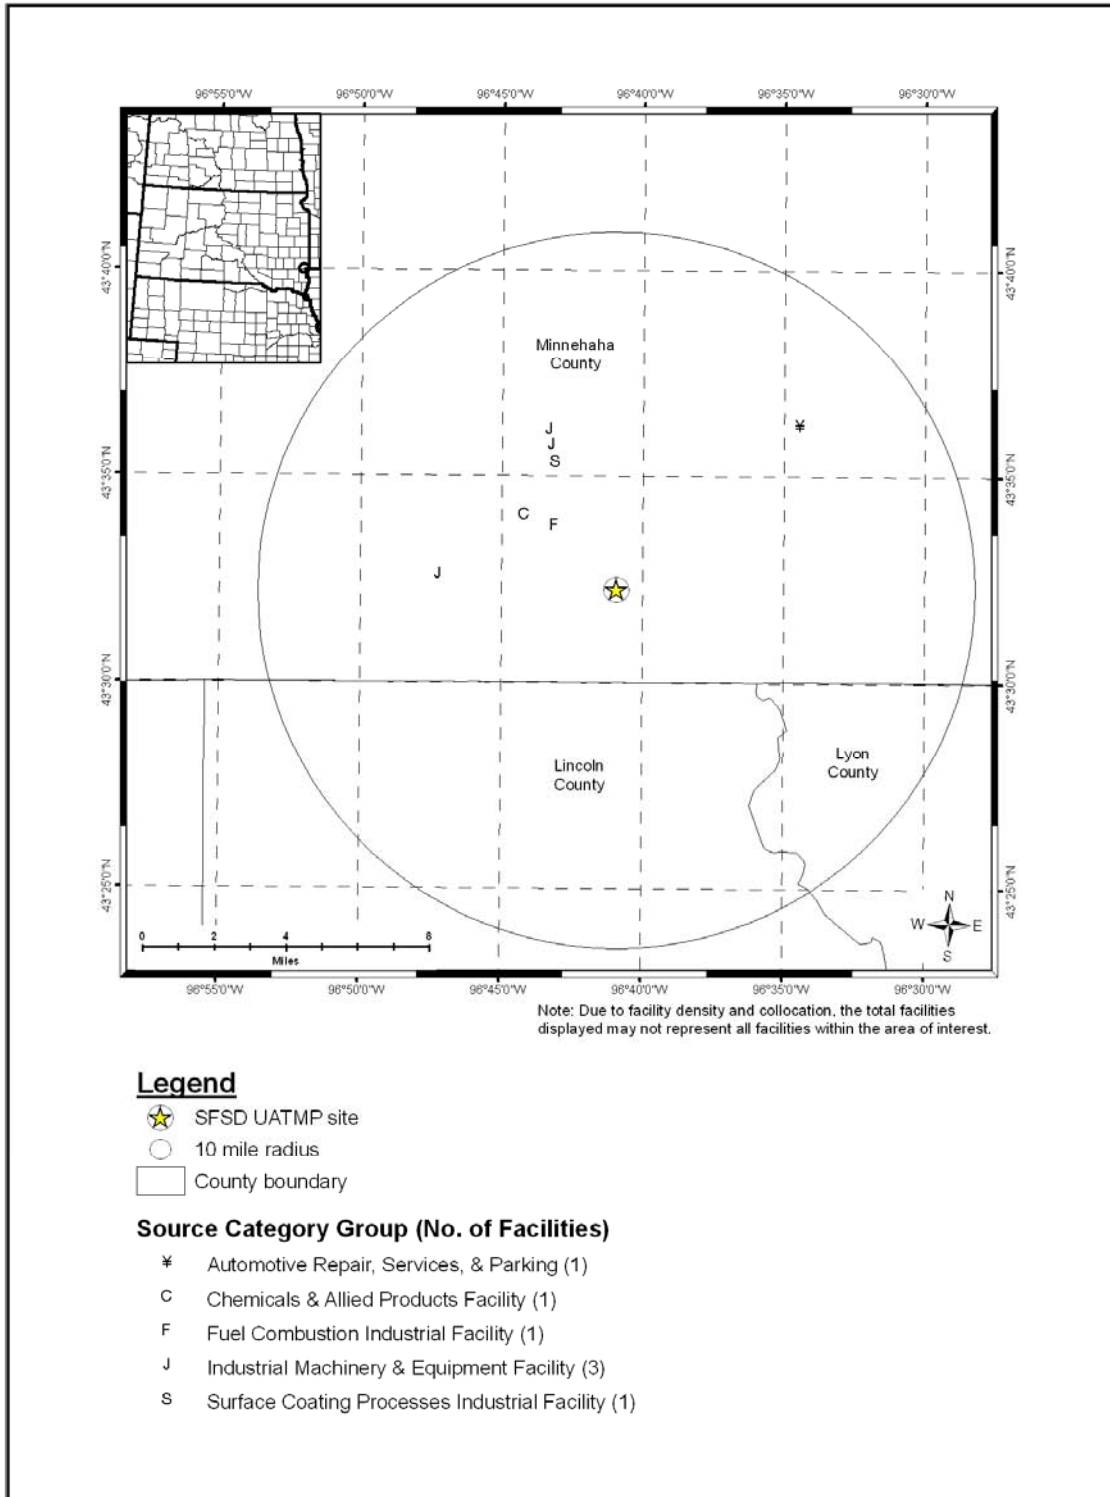 96°55'0"W 96°50'0"W 96°45'0"W 96°40'0"W 96°35'0"W 96°30'0"W
43°40'0"N 43°40'0"N
Minnehaha
County
J
¥
J
S
43°35'0"N 43°35'0"N
C
F
J
43°30'0"N 43°30'0"N
Lyon
County
Lincoln
County
43°25'0"N 43°25'0"N
N
W E
S
0 2 4 8
Miles
96°55'0"W 96°50'0"W 96°45'0"W 96°40'0"W 96°35'0"W 96°30'0"W
Note: Due to facility density and collocation, the total facilities
displayed may not represent all facilities within the area of interest.
Legend
SFSD UATMP site
10 mile radius
County boundary
Source Category Group (No. of Facilities)
¥ Automotive Repair, Services, & Parking (1)
C Chemicals & Allied Products Facility (1)
F Fuel Combustion Industrial Facility (1)
J Industrial Machinery & Equipment Facility (3)
S Surface Coating Processes Industrial Facility (1)